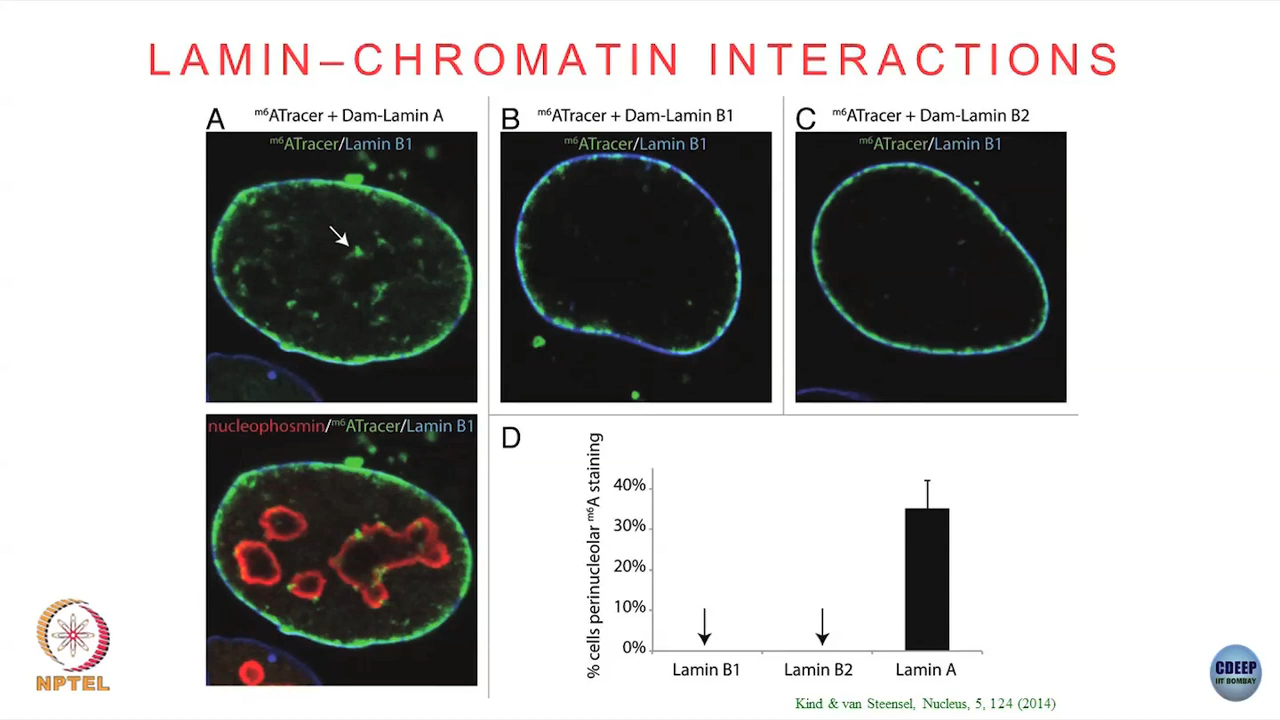 LAMIN–CHROMATIN INTERACTIONS
A
m6ATracer + Dam-Lamin A
m6ATracer/Lamin B1
B
m6ATracer + Dam-Lamin B1
m6ATracer/Lamin B1
C
m6ATracer + Dam-Lamin B2
m6ATracer/Lamin B1
nucleophosmin/m6ATracer/Lamin B1
D
% cells perinucleolar m6A staining
40%
30%
20%
10%
0%
Lamin B1 Lamin B2 Lamin A
Kind & van Steensel, Nucleus, 5, 124 (2014)
NPTEL
CDEEP
IIT BOMBAY